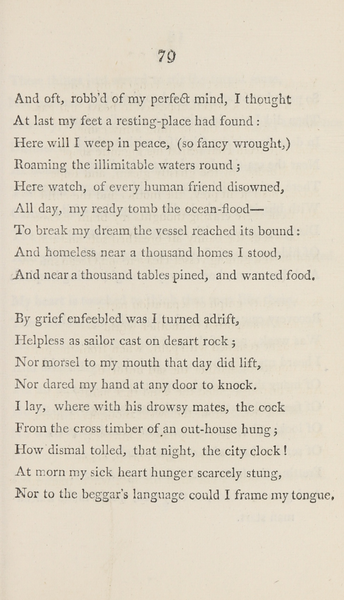 79
And oft, robb'd of my perfect mind, I thought
At last my feet a resting-place had found :
Here will I weep in peace, (so fancy wrought,)
Roaming the illimitable waters round ;
Here watch, of every human friend disowned,
All day, my ready tomb the ocean-flood—
To break my dream the vessel reached its bound :
And homeless near a thousand homes I stood,
And near a thousand tables pined, and wanted food.
By grief enfeebled was I turned adrift,
Helpless as sailor cast on desart rock ;
Nor morsel to my mouth that day did lift,
Nor dared my hand at any door to knock.
I lay, where with his drowsy mates, the cock
From the cross timber of an out-house hung ;
How dismal tolled, that night, the city clock !
At morn my sick heart hunger scarcely stung,
Nor to the beggar's language could I frame my tongue.